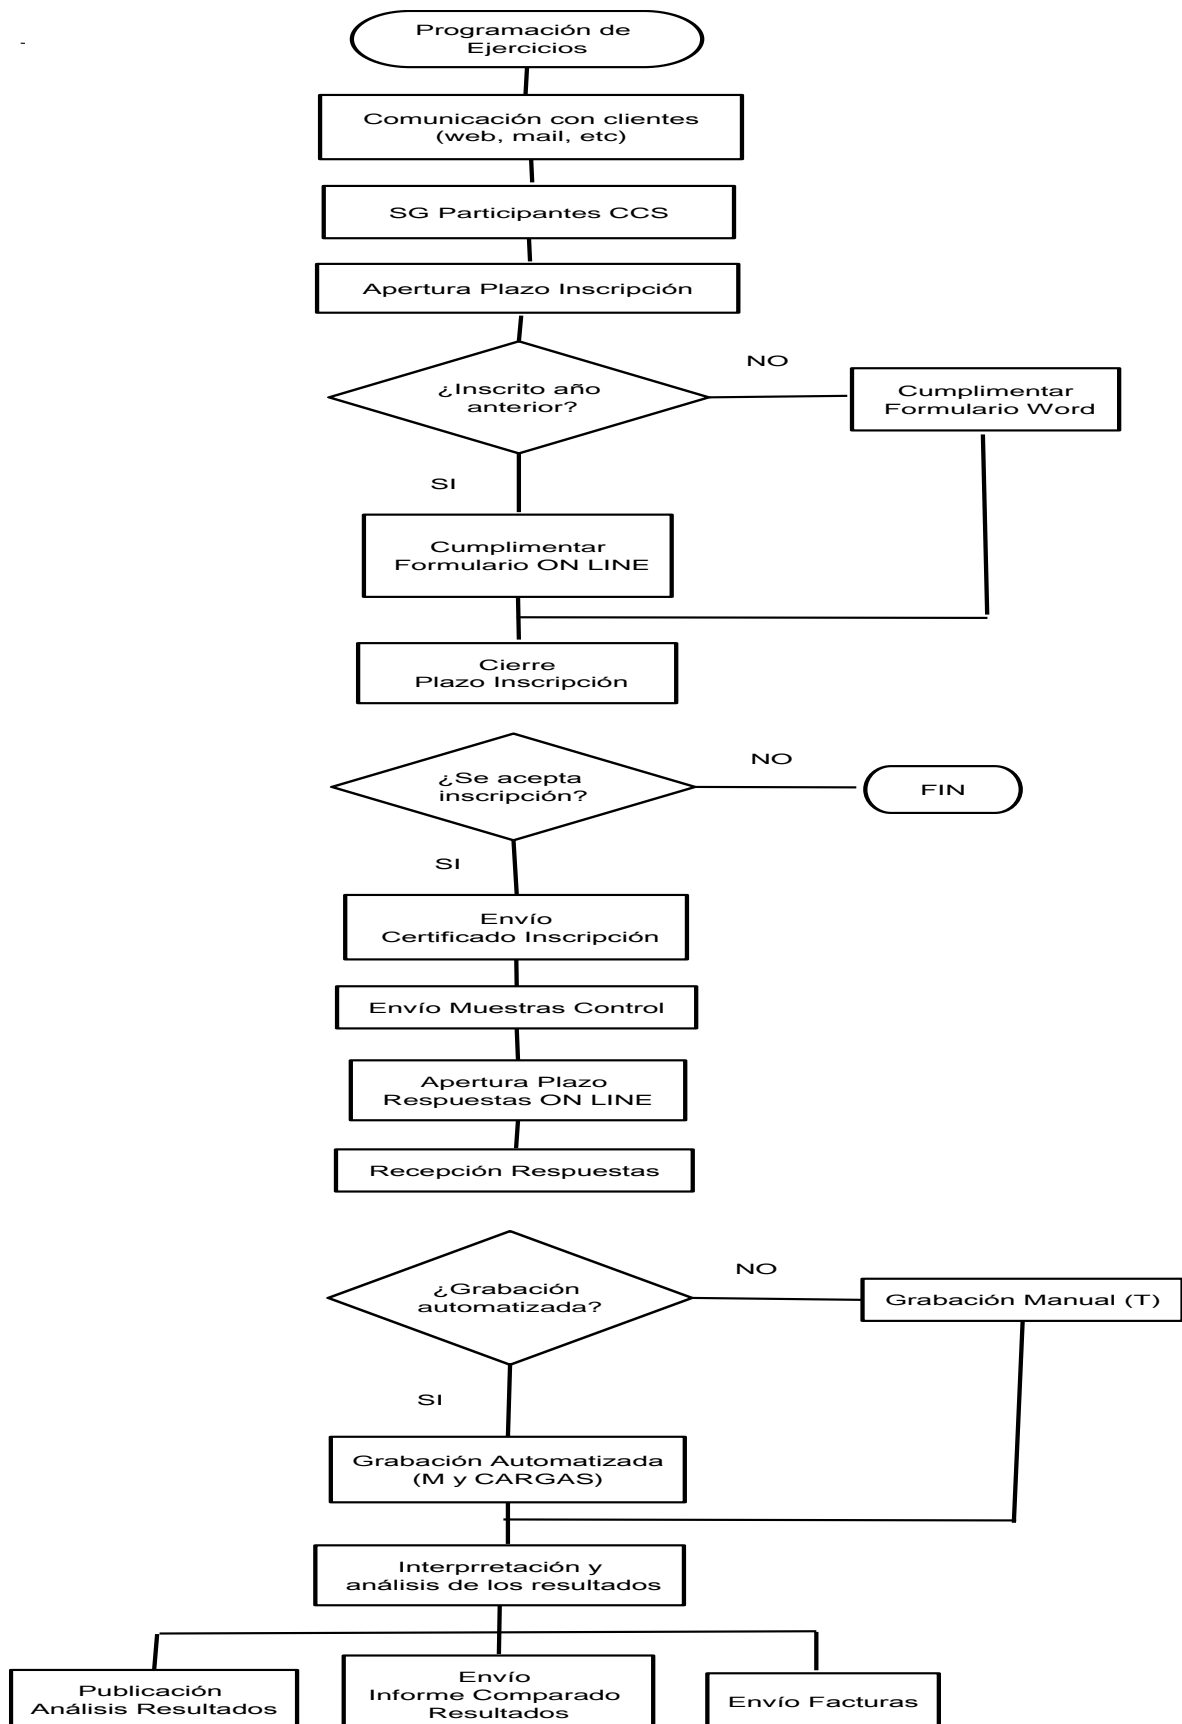 Programación de
Ejercicios
Comunicación con clientes
(web, mail, etc)
SG Participantes CCS
Apertura Plazo Inscripción
¿Inscrito año
anterior?
NO
Cumplimentar
Formulario Word
SI
Cumplimentar
Formulario ON LINE
Cierre
Plazo Inscripción
¿Se acepta
inscripción?
NO
FIN
SI
Envío
Certificado Inscripción
Envío Muestras Control
Apertura Plazo
Respuestas ON LINE
Recepción Respuestas
¿Grabación
automatizada?
NO
Grabación Manual (T)
SI
Grabación Automatizada
(M y CARGAS)
Interprretación y
análisis de los resultados
Publicación
Análisis Resultados
Envío
Informe Comparado
Resultados
Envío Facturas